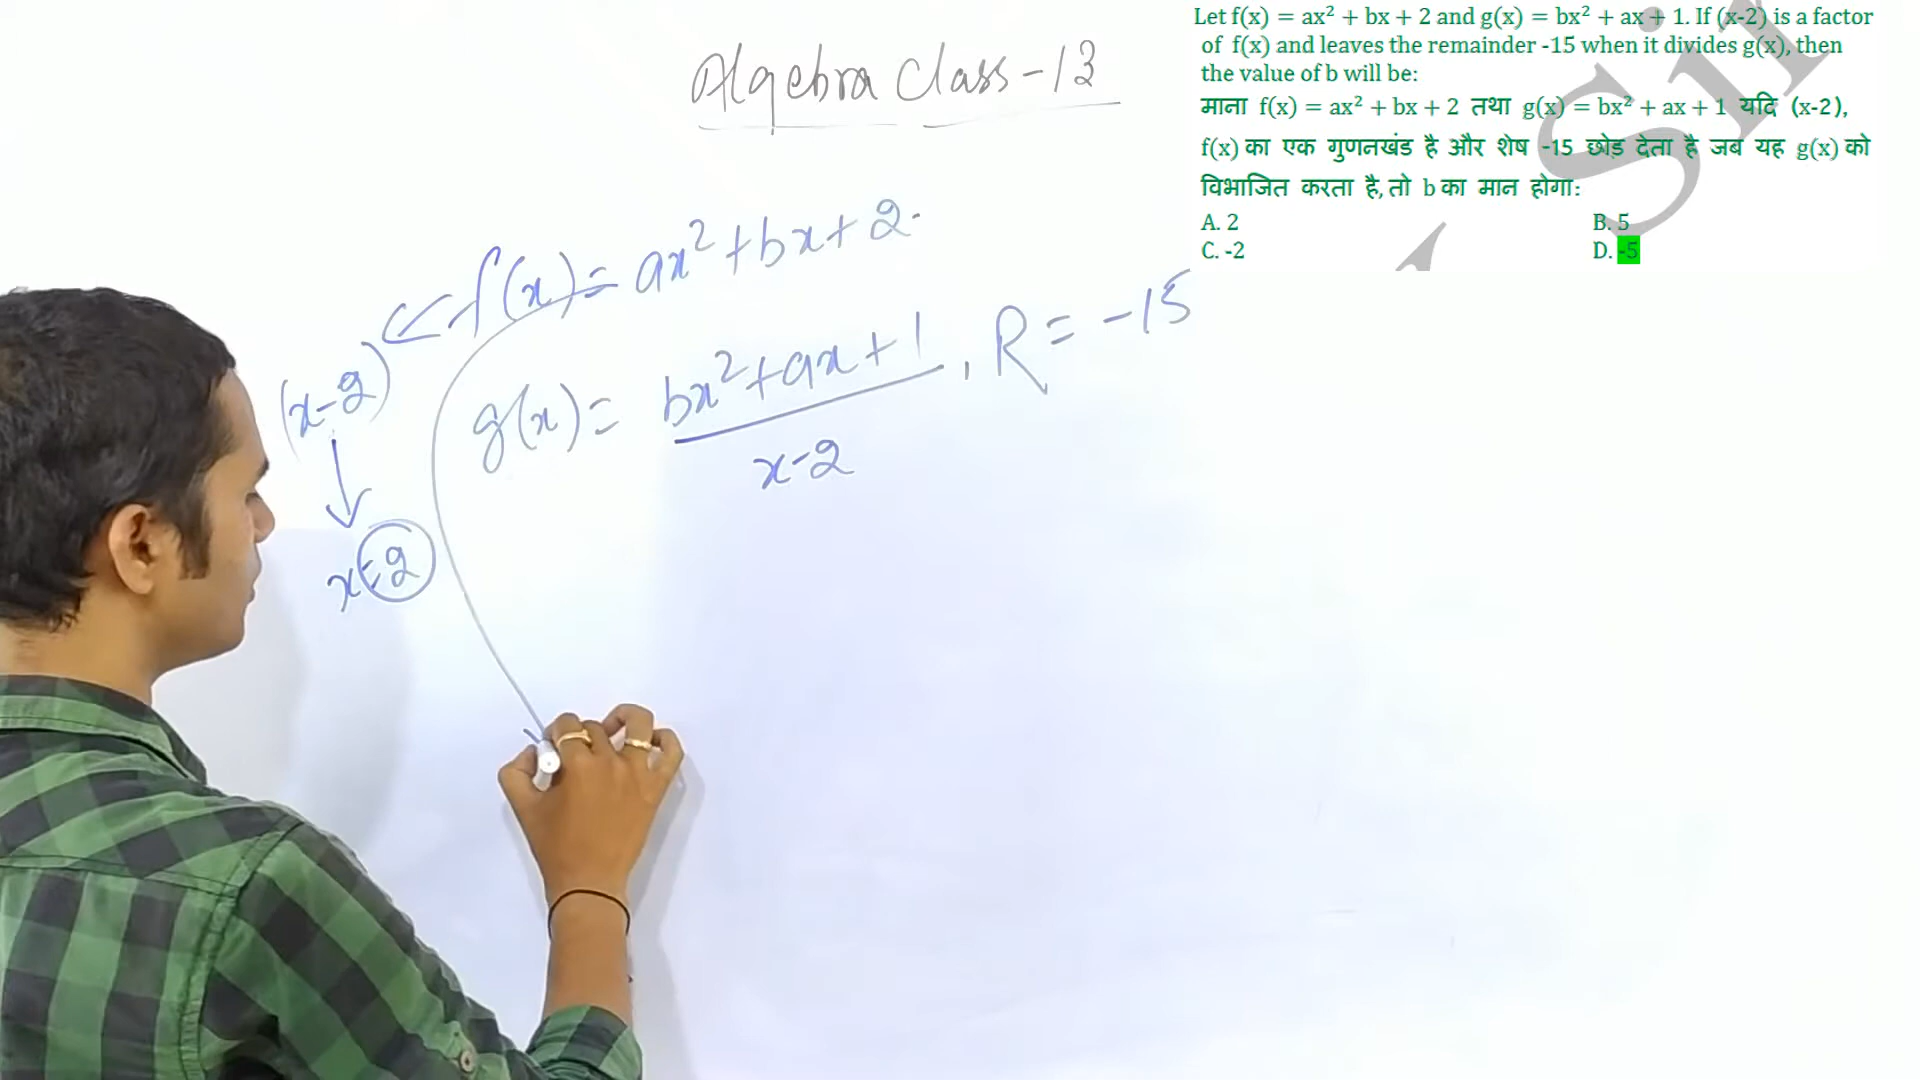 Algebra Class-13
Let f(x) = ax² + bx + 2 and g(x) = bx² + ax + 1. If (x-2) is a factor
of f(x) and leaves the remainder -15 when it divides g(x), then
the value of b will be:
माना f(x) = ax² + bx + 2 तथा g(x) = bx² + ax + 1 यदि (x-2),
f(x) का एक गुणनखंड है और शेष -15 छोड़ देता है जब यह g(x) को
विभाजित करता है, तो b का मान होगा:
A. 2 B. 5
C. -2 D. -5
Sir
f(x) = ax² + bx + 2.
(x-2)
g(x) = bx² + ax + 1 , R = -15
x-2
x = 2